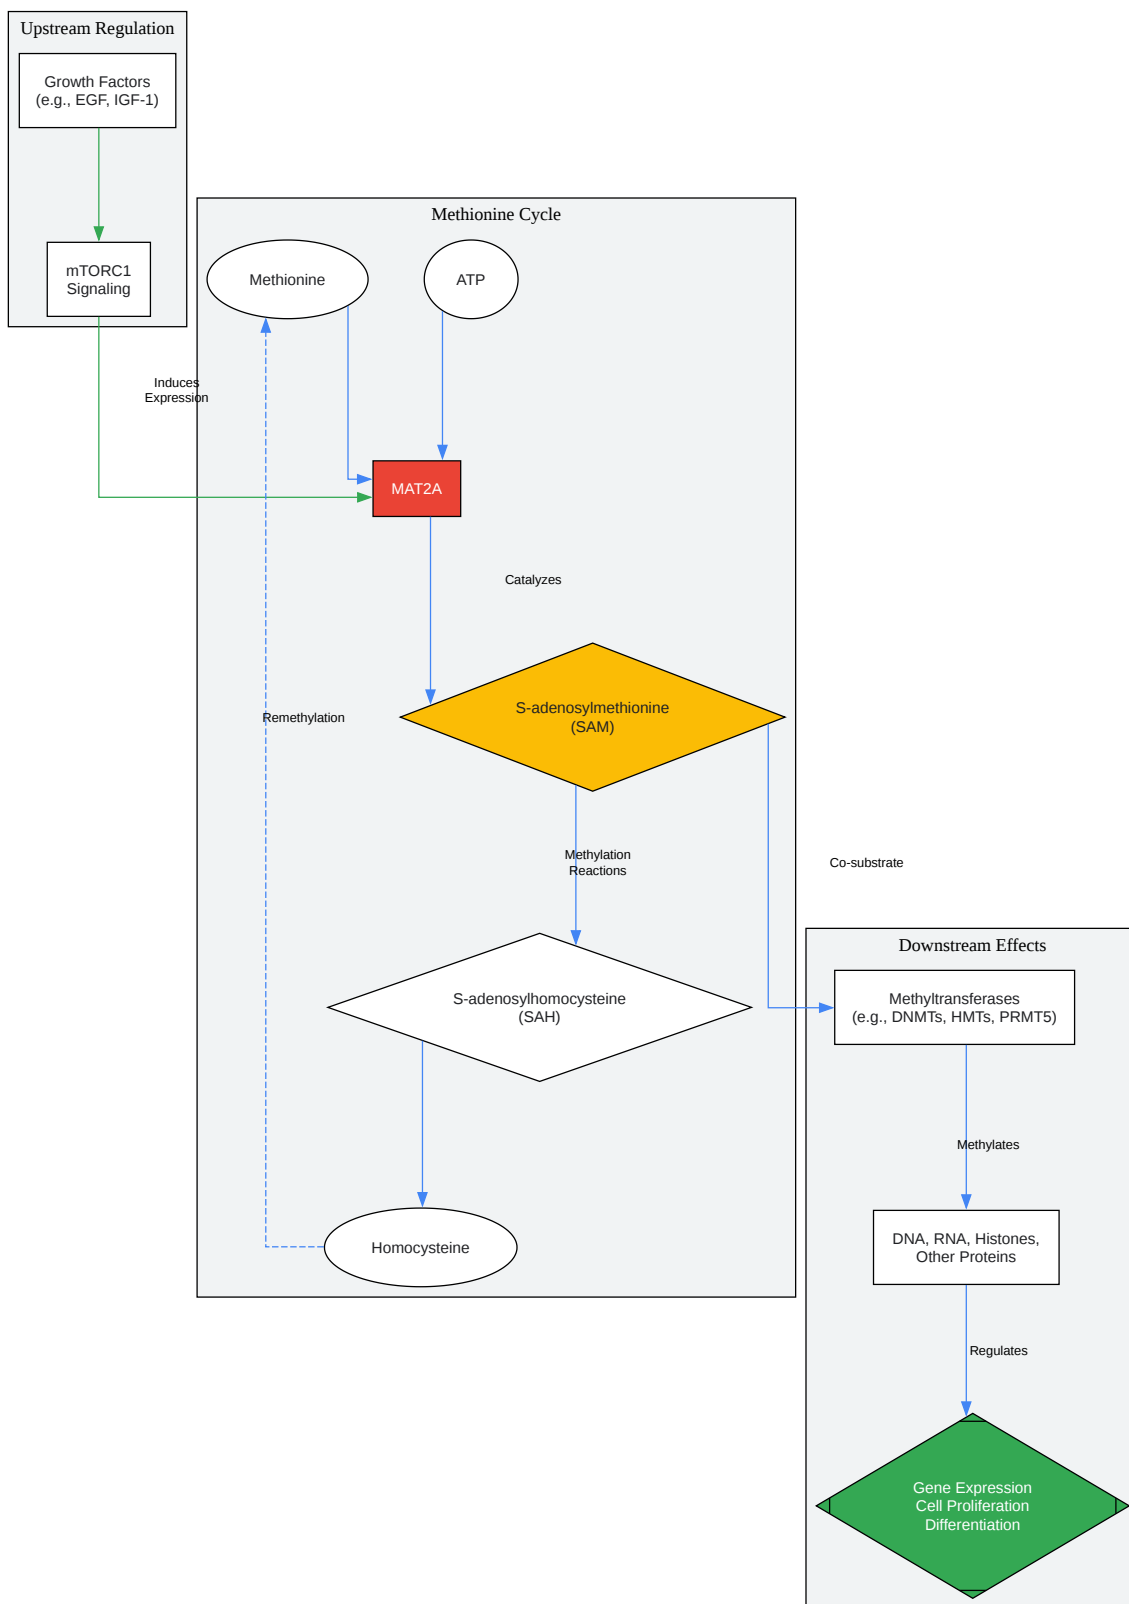 Upstream Regulation
Growth Factors
(e.g., EGF, IGF-1)
mTORC1
Signaling
Induces
Expression
Methionine Cycle
Methionine
ATP
MAT2A
Catalyzes
S-adenosylmethionine
(SAM)
Remethylation
Methylation
Reactions
Co-substrate
S-adenosylhomocysteine
(SAH)
Homocysteine
Downstream Effects
Methyltransferases
(e.g., DNMTs, HMTs, PRMT5)
Methylates
DNA, RNA, Histones,
Other Proteins
Regulates
Gene Expression
Cell Proliferation
Differentiation